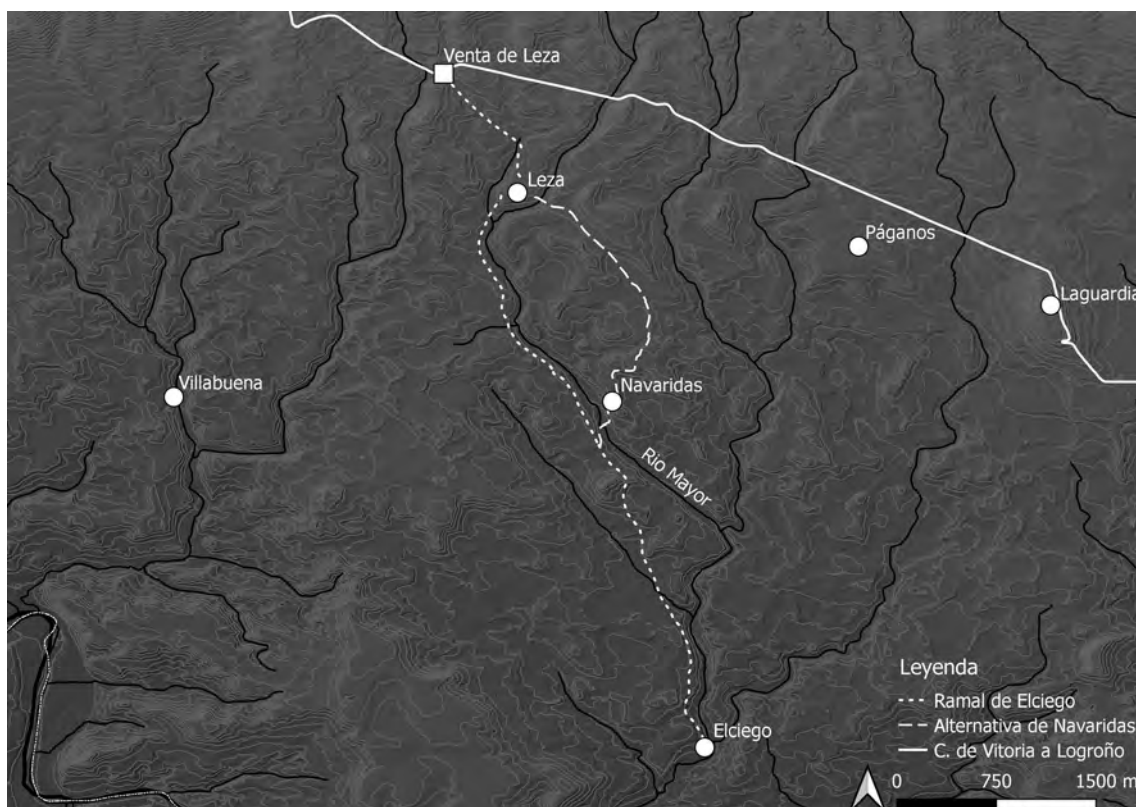 Venta de Leza
Leza
Páganos
Laguardia
Villabuena
Navaridas
Rio Mayor
Elciego
Leyenda
Ramal de Elciego
Alternativa de Navaridas
C. de Vitoria a Logroño
0 750 1500 m